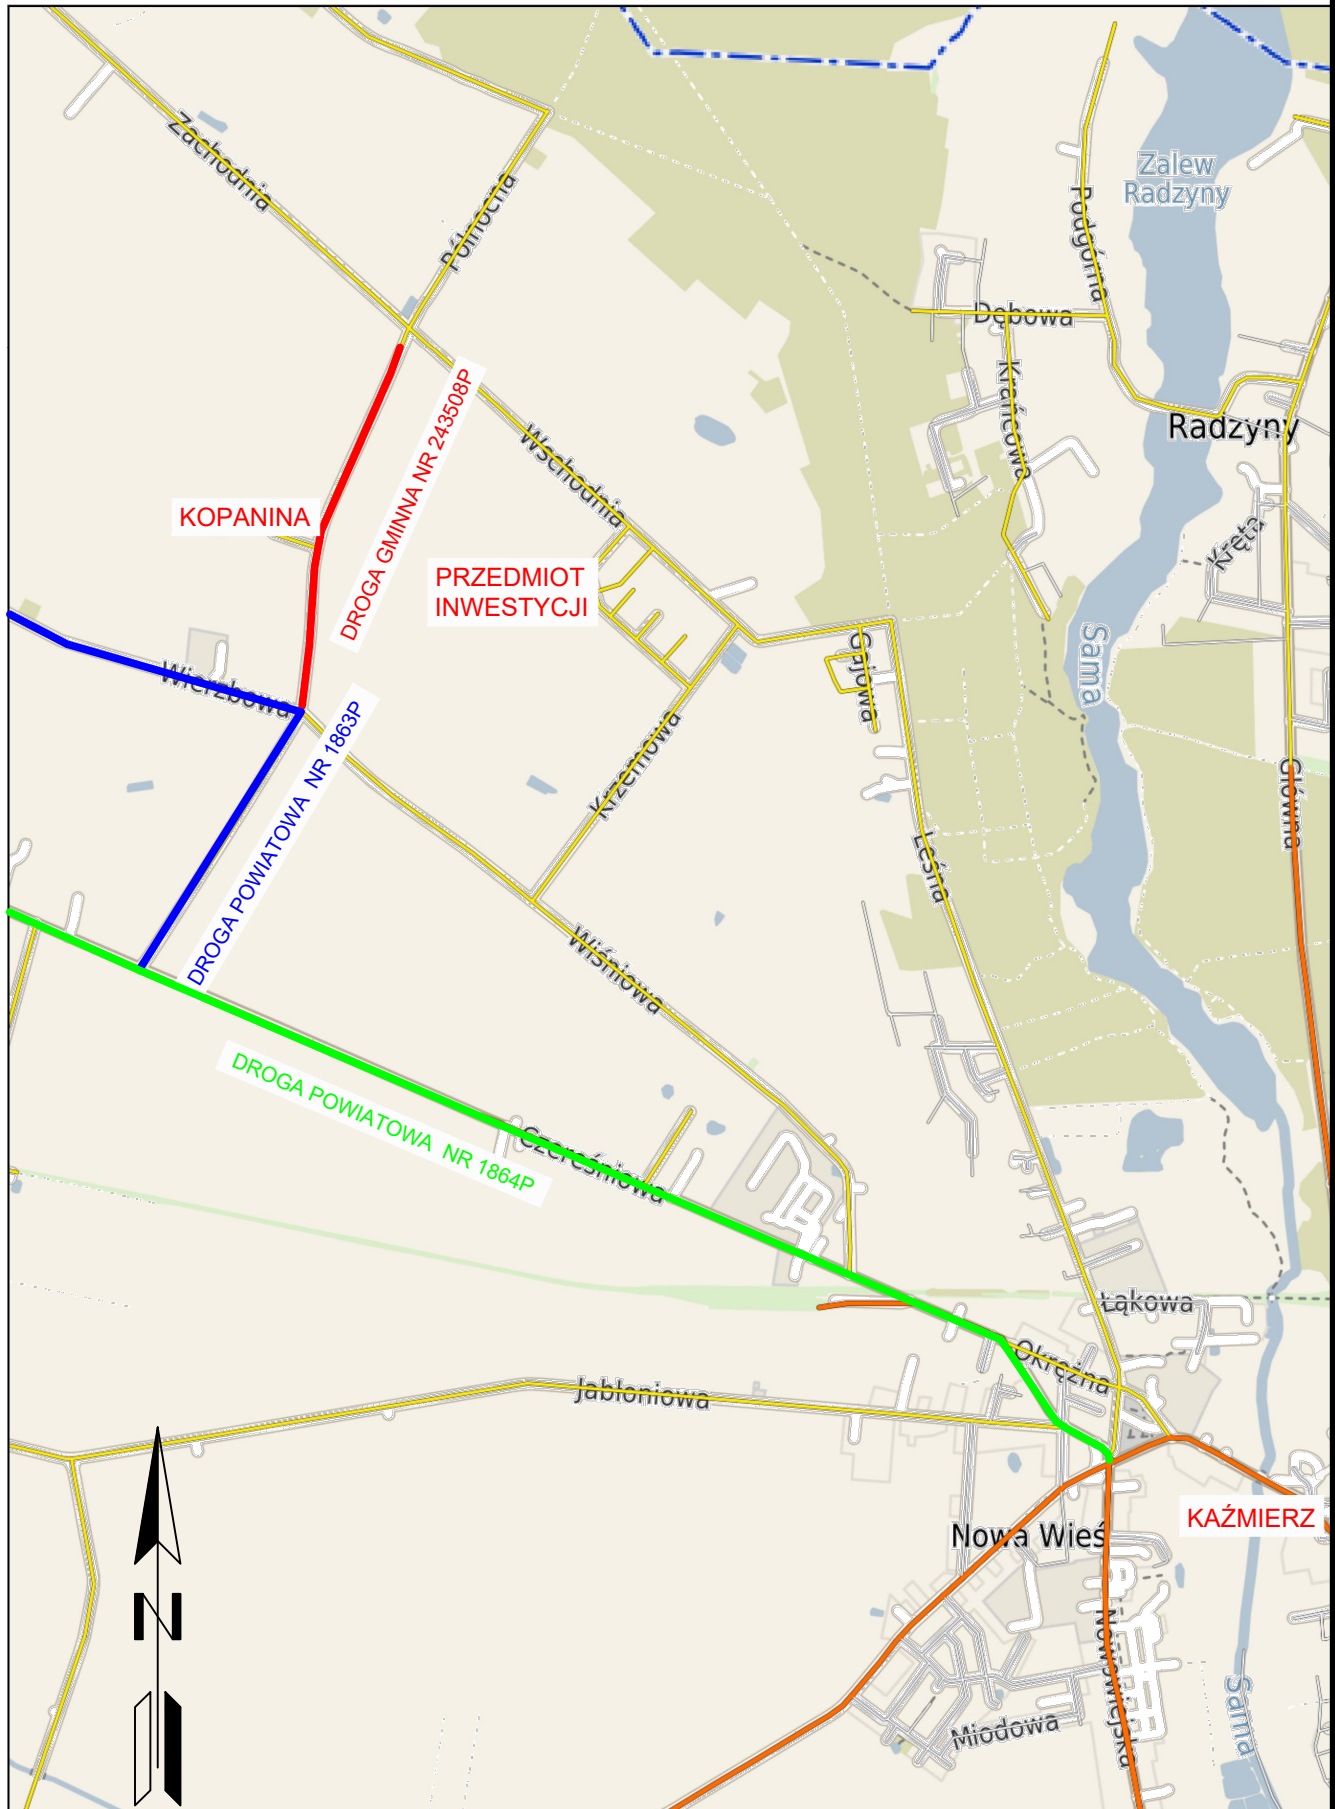 Zachodnia
Północna
Zalew
Radzyny
Podgórna
Dębowa
Krańcowa
Radzyny
DROGA GMINNA NR 243508P
Wschodnia
KOPANINA
Kręta
PRZEDMIOT
INWESTYCJI
Sama
Gajowa
Wierzbowa
DROGA POWIATOWA NR 1863P
Krzemowa
Główna
Leśna
Wiśniowa
DROGA POWIATOWA NR 1864P
Czereśniowa
Łąkowa
Okrężna
Jabłoniowa
KAŹMIERZ
Nowa Wieś
N
Nowowiejska
Sama
Miodowa